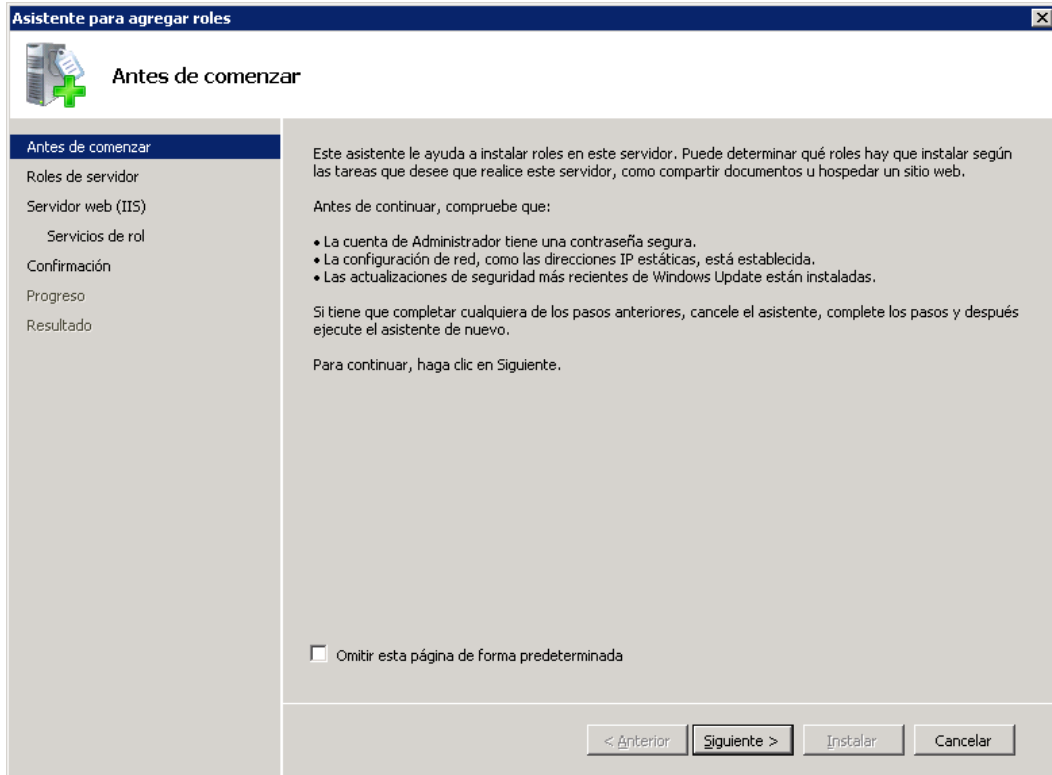 Asistente para agregar roles
Antes de comenzar
Antes de comenzar
Roles de servidor
Servidor web (IIS)
Servicios de rol
Confirmación
Progreso
Resultado
Este asistente le ayuda a instalar roles en este servidor. Puede determinar qué roles hay que instalar según
las tareas que desee que realice este servidor, como compartir documentos u hospedar un sitio web.
Antes de continuar, compruebe que:
• La cuenta de Administrador tiene una contraseña segura.
• La configuración de red, como las direcciones IP estáticas, está establecida.
• Las actualizaciones de seguridad más recientes de Windows Update están instaladas.
Si tiene que completar cualquiera de los pasos anteriores, cancele el asistente, complete los pasos y después
ejecute el asistente de nuevo.
Para continuar, haga clic en Siguiente.
Omitir esta página de forma predeterminada
< Anterior
Siguiente >
Instalar
Cancelar